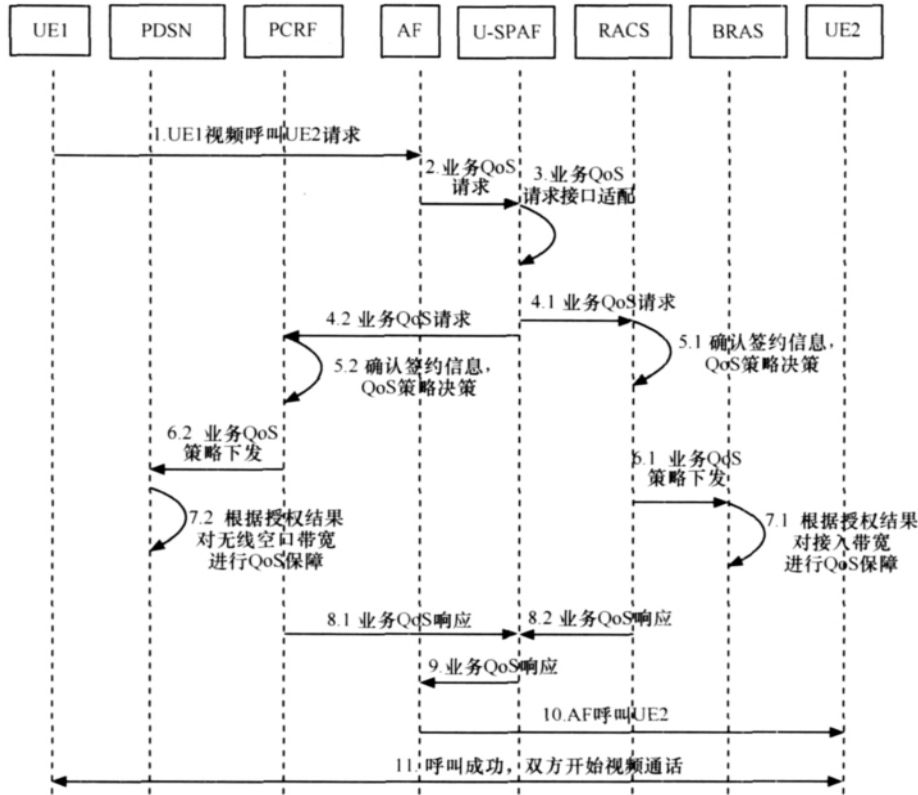 UE1
PDSN
PCRF
AF
U-SPAF
RACS
BRAS
UE2
1.UE1视频呼叫UE2请求
2.业务QoS
请求
3.业务QoS
请求接口适配
4.1 业务QoS请求
4.2 业务QoS请求
5.1 确认签约信息，
QoS策略决策
5.2 确认签约信息，
QoS策略决策
6.2 业务QoS
策略下发
6.1 业务QoS
策略下发
7.2 根据授权结果
对无线空口带宽
进行QoS保障
7.1 根据授权结果
对接入带宽
进行QoS保障
8.1 业务QoS响应
8.2 业务QoS响应
9.业务QoS响应
10.AF呼叫UE2
11.呼叫成功，双方开始视频通话